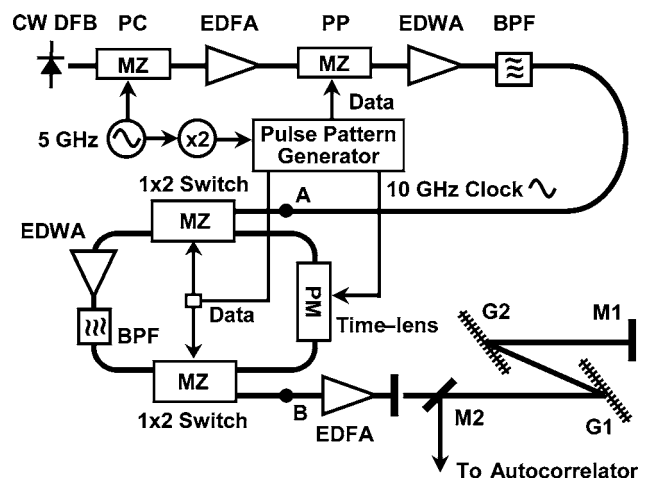 CW DFB PC EDFA PP EDWA BPF
MZ MZ
Data
5 GHz x2 Pulse Pattern
Generator
10 GHz Clock
1x2 Switch A
EDWA MZ
PM
G2 M1
BPF Data Time-lens
MZ
B M2 G1
1x2 Switch EDFA
To Autocorrelator